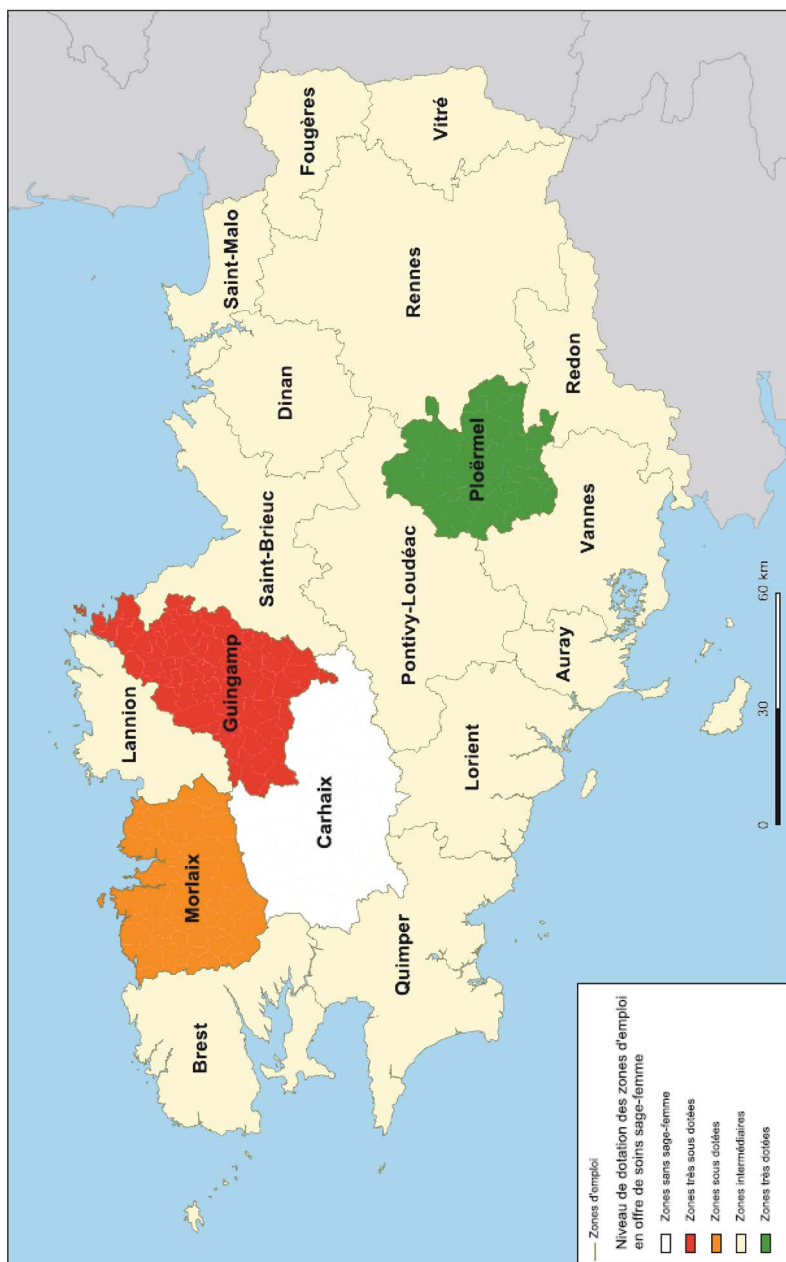 Lannion
Morlaix
Guingamp
Brest
Saint-Brieuc
Saint-Malo
Dinan
Fougères
Carhaix
Quimper
Pontivy-Loudéac
Rennes
Vitré
Ploërmel
Lorient
Auray
Vannes
Redon
0 30 60 km
Zones d'emploi
Niveau de dotation des zones d'emploi
en offre de soins sage-femme
Zones sans sage-femme
Zones très sous dotées
Zones sous dotées
Zones intermédiaires
Zones très dotées